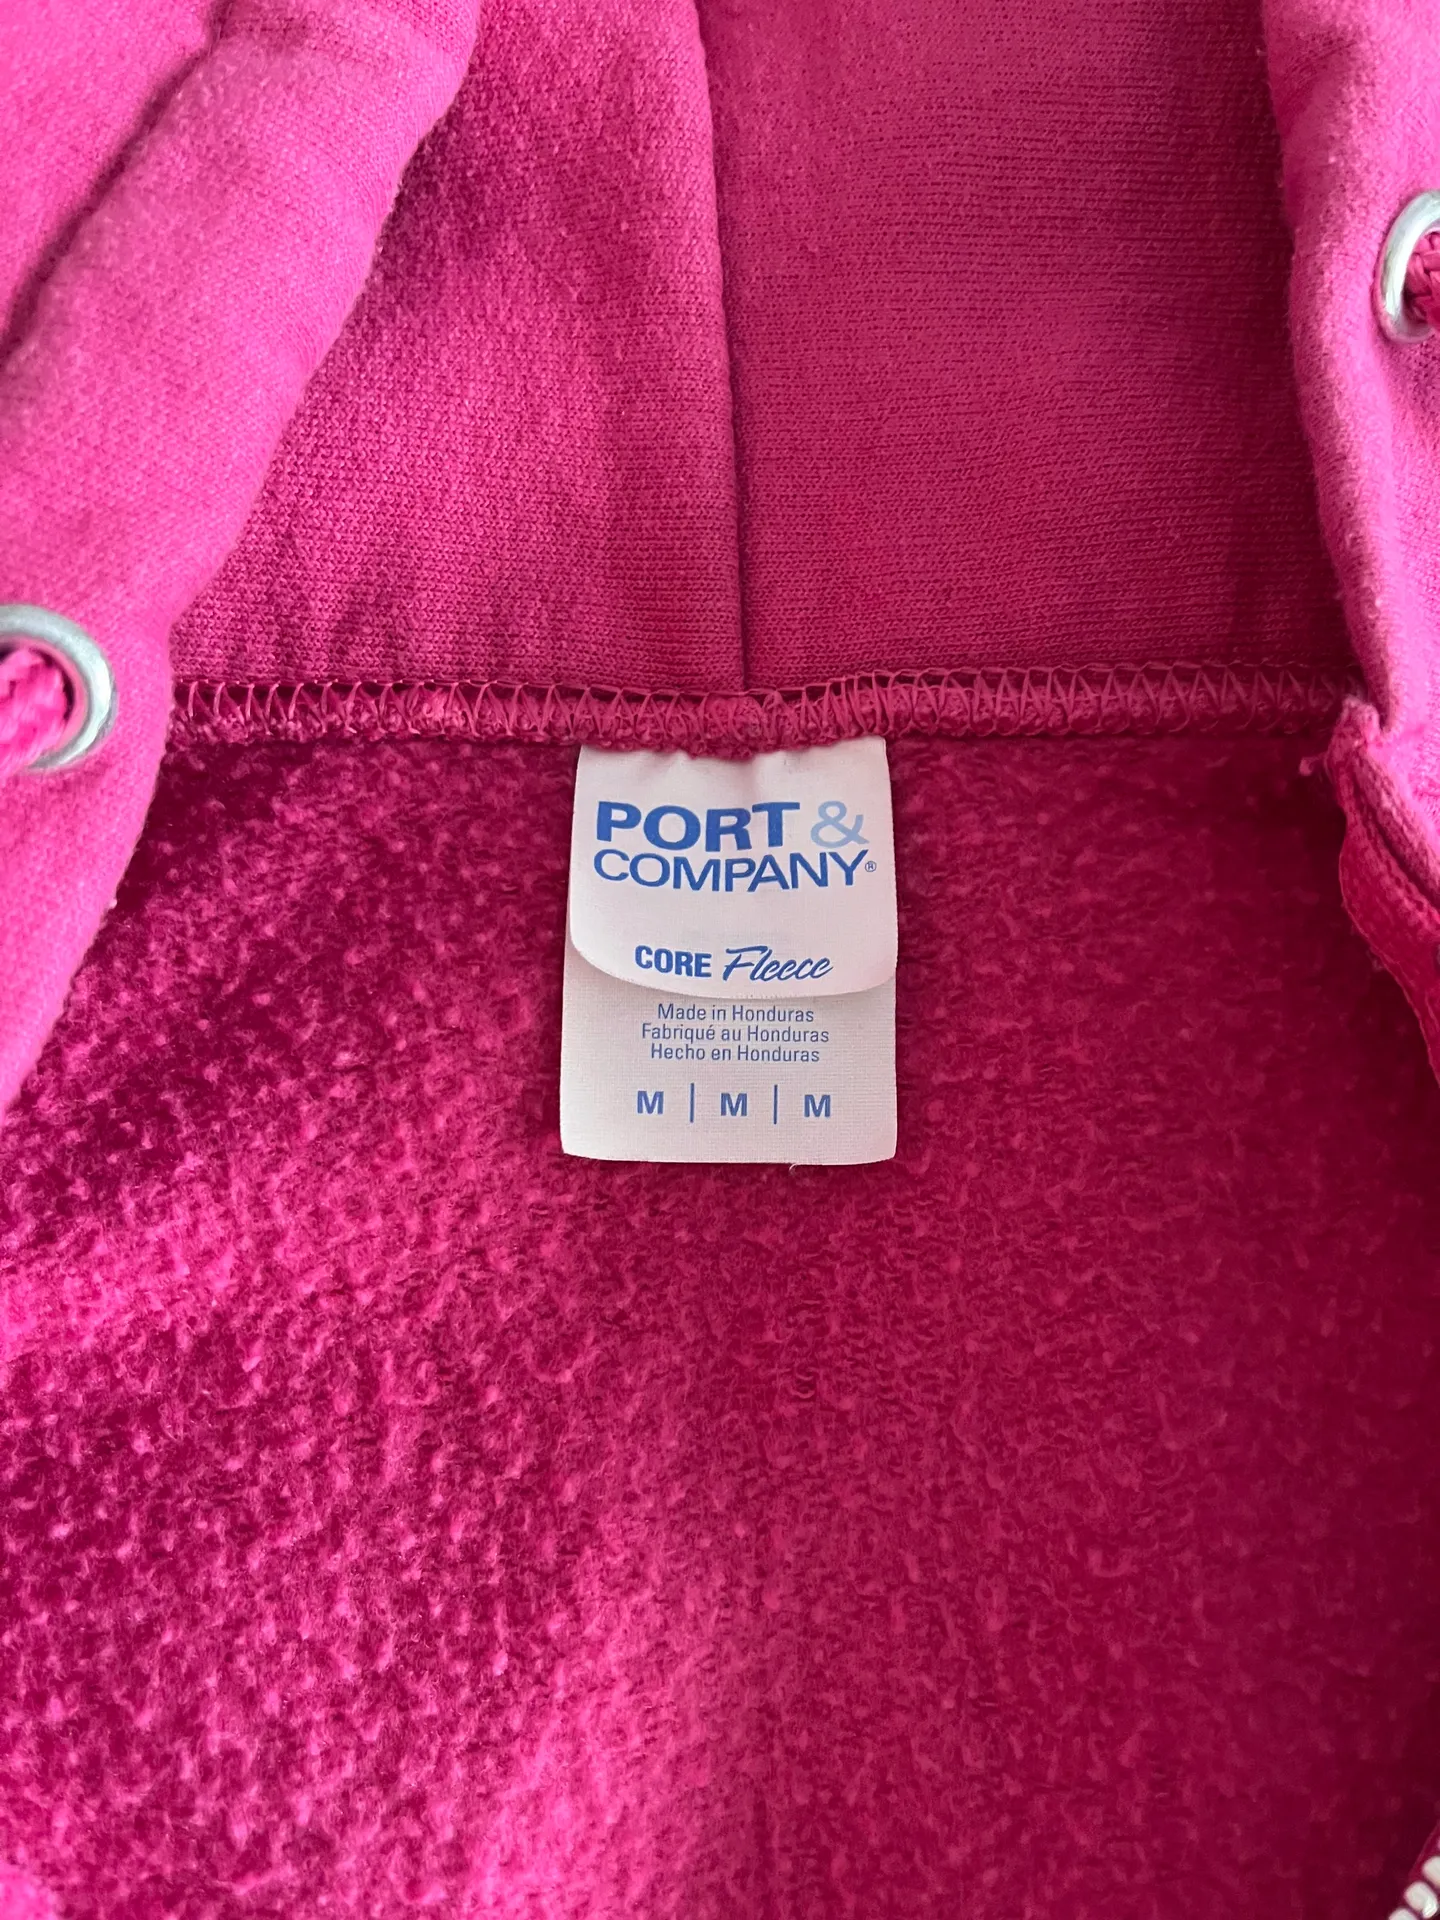 PORT &
COMPANY®
CORE Fleece
Made in Honduras
Fabriqué au Honduras
Hecho en Honduras
M | M | M